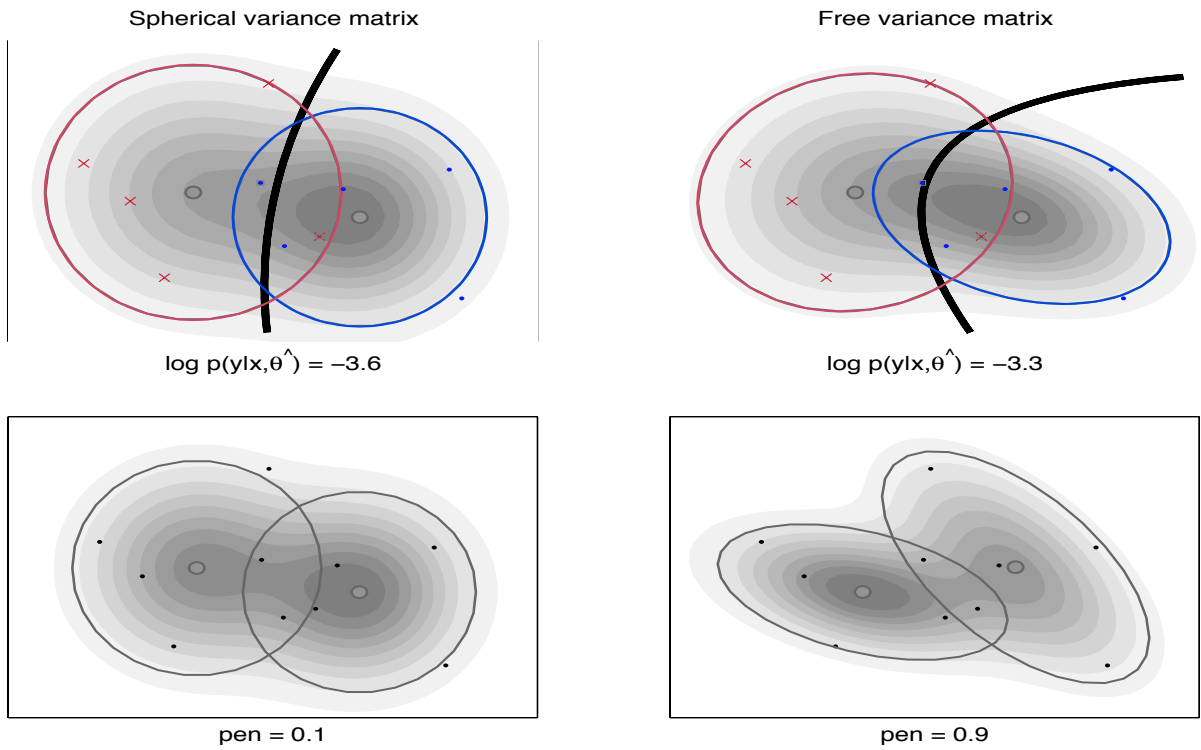 Spherical variance matrix
Free variance matrix
log p(y|x,θ^) = −3.6
log p(y|x,θ^) = −3.3
pen = 0.1
pen = 0.9